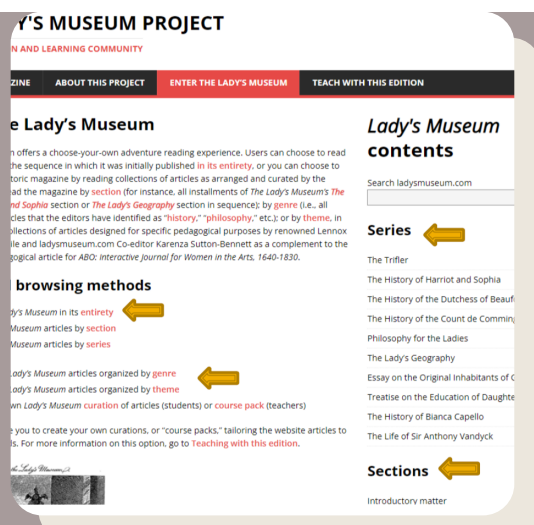 Y'S MUSEUM PROJECT
N AND LEARNING COMMUNITY
ZINE ABOUT THIS PROJECT ENTER THE LADY'S MUSEUM TEACH WITH THIS EDITION
e Lady's Museum
n offers a choose-your-own adventure reading experience. Users can choose to read
the sequence in which it was initially published in its entirety, or you can choose to
toric magazine by reading collections of articles as arranged and curated by the
ead the magazine by section (for instance, all installments of The Lady's Museum's The
nd Sophia section or The Lady's Geography section in sequence); by genre (i.e., all
icles that the editors have identified as "history," "philosophy," etc.); or by theme, in
ollections of articles designed for specific pedagogical purposes by renowned Lennox
ile and ladysmuseum.com Co-editor Karenza Sutton-Bennett as a complement to the
gogical article for ABO: Interactive Journal for Women in the Arts, 1640-1830.
browsing methods
dy's Museum in its entirety
Museum articles by section
Museum articles by series
Lady's Museum articles organized by genre
Lady's Museum articles organized by theme
wn Lady's Museum curation of articles (students) or course pack (teachers)
e you to create your own curations, or "course packs," tailoring the website articles to
ls. For more information on this option, go to Teaching with this edition.
the Lady's Museum
Lady's Museum
contents
Search ladysmuseum.com
Series
The Trifler
The History of Harriot and Sophia
The History of the Dutchess of Beauf
The History of the Count de Comming
Philosophy for the Ladies
The Lady's Geography
Essay on the Original Inhabitants of G
Treatise on the Education of Daughte
The History of Bianca Capello
The Life of Sir Anthony Vandyck
Sections
Introductory matter